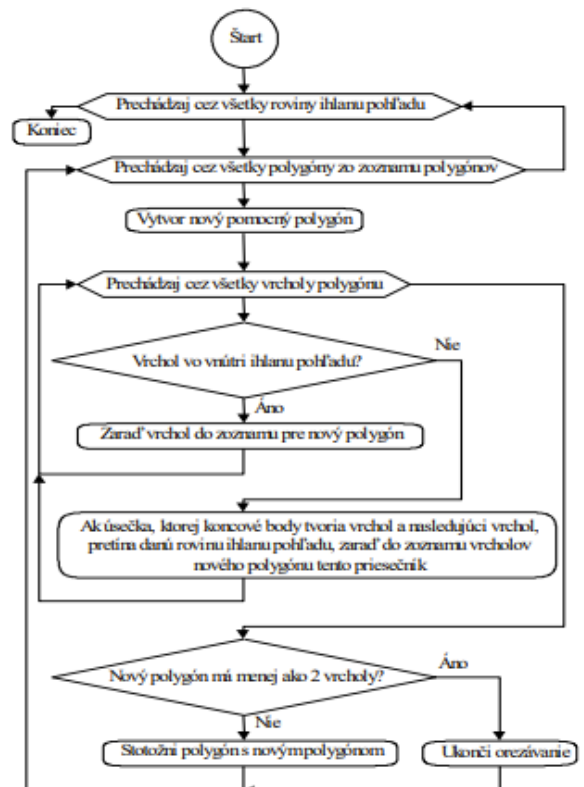 Štart
Prechádzaj cez všetky roviny ihlanu pohľadu
Koniec
Prechádzaj cez všetky polygóny zo zoznamu polygónov
Vytvor nový pomocný polygón
Prechádzaj cez všetky vrcholy polygónu
Nie
Vrchol vo vnútri ihlanu pohľadu?
Áno
Zaraď vrchol do zoznamu pre nový polygón
Ak úsečka, ktorej koncové body tvoria vrchol a nasledujúci vrchol,
pretína danú rovinu ihlanu pohľadu, zaraď do zoznamu vrcholov
nového polygónu tento priesečník
Áno
Nový polygón má menej ako 2 vrcholy?
Nie
Stotožni polygón s novým polygónom
Ukonči orezávanie